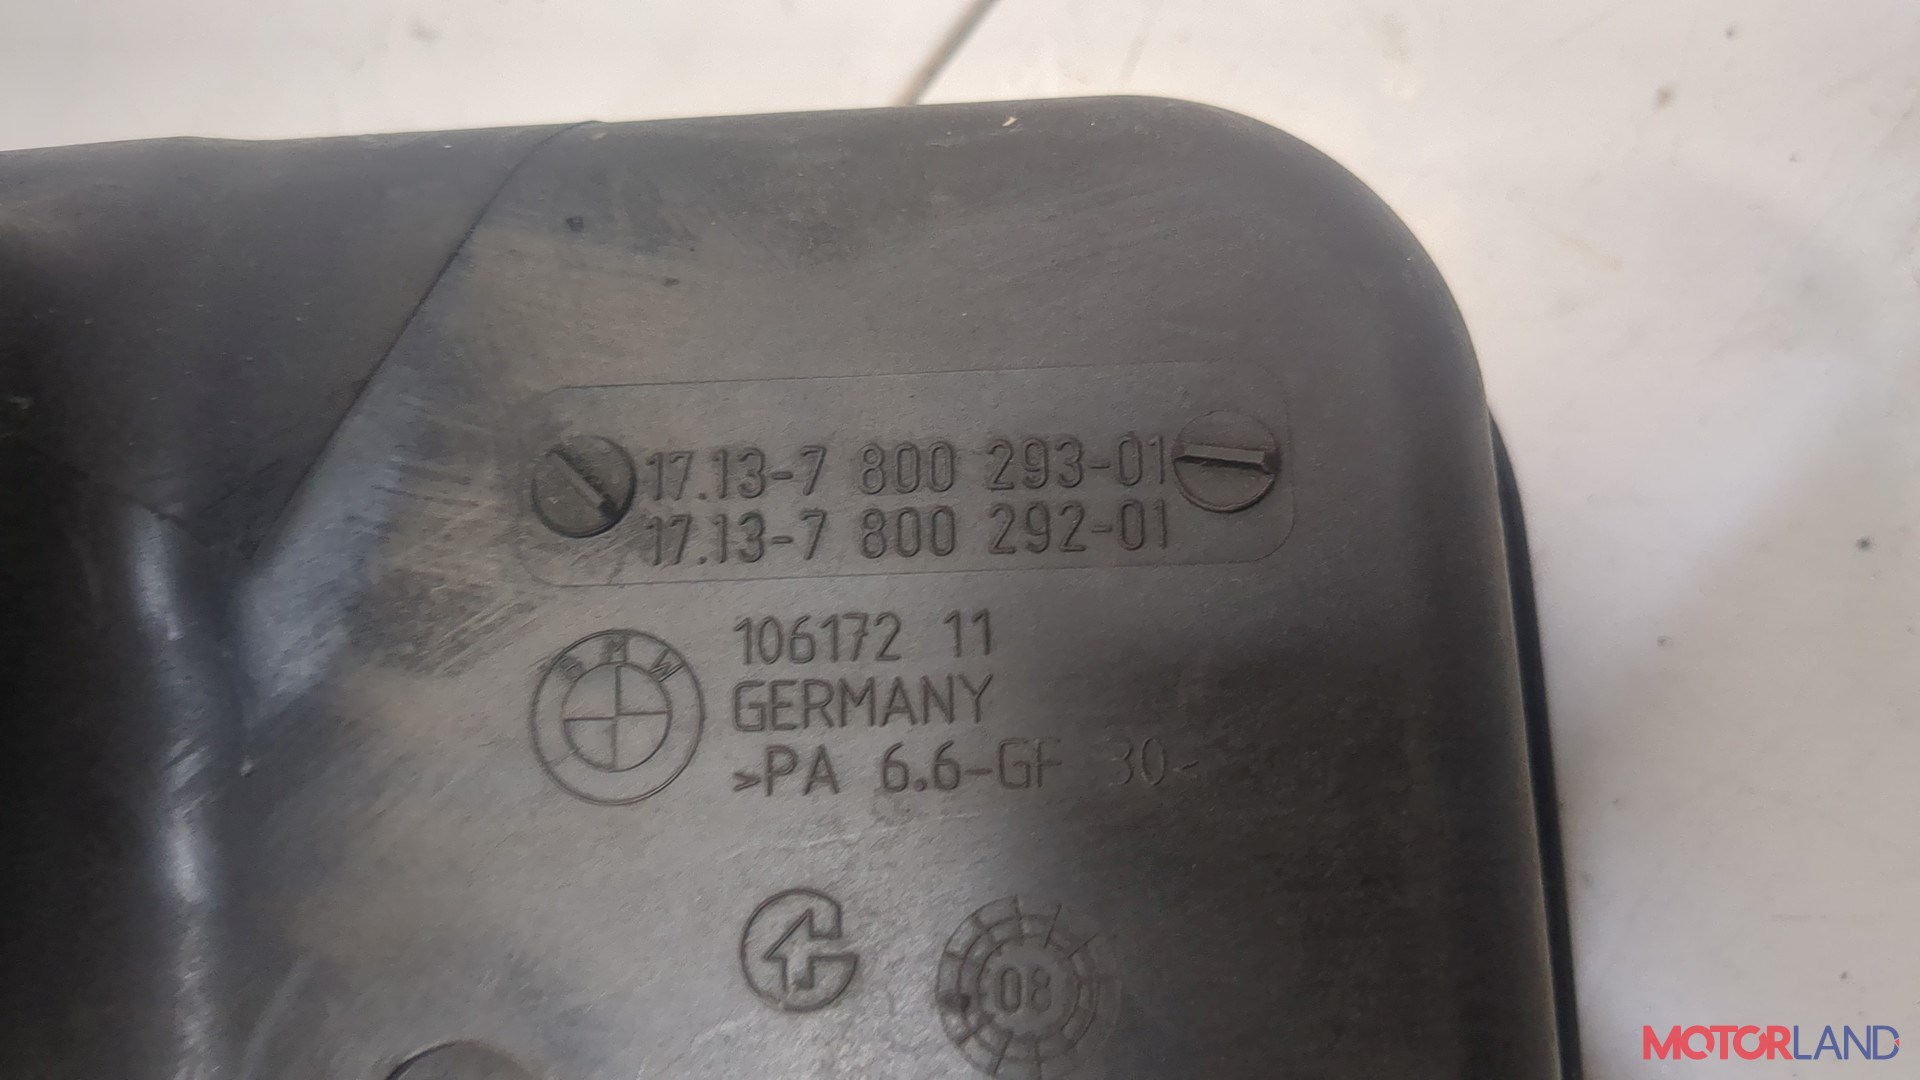 17.13-7 800 293-01
17.13-7 800 292-01
BMW
106172 11
GERMANY
>PA 6.6-GF 30<
08
MOTORLAND